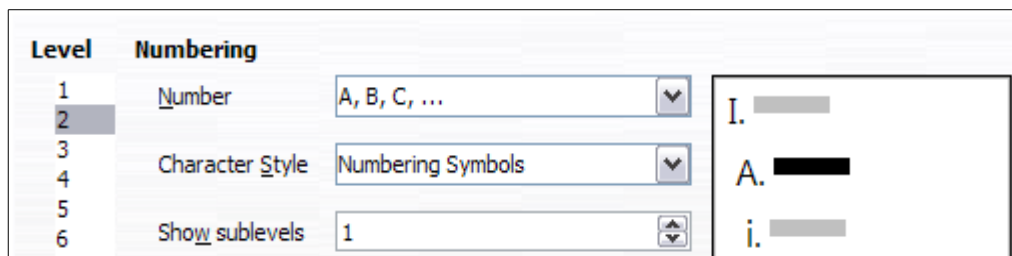 Level Numbering
1
2
3
4
5
6
Number A, B, C, ...
Character Style Numbering Symbols
Show sublevels 1
I.
A.
i.